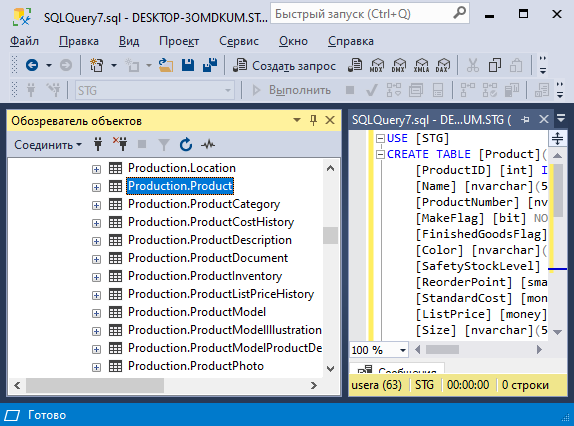 SQLQuery7.sql - DESKTOP-3OMDKUM.ST...
Быстрый запуск (Ctrl+Q)
Файл Правка Вид Проект Сервис Окно Справка
Создать запрос MDX DMX XMLA DAX
STG Выполнить
Обозреватель объектов
Соединить
Production.Location
Production.Product
Production.ProductCategory
Production.ProductCostHistory
Production.ProductDescription
Production.ProductDocument
Production.ProductInventory
Production.ProductListPriceHistory
Production.ProductModel
Production.ProductModelIllustration
Production.ProductModelProductDe
Production.ProductPhoto
SQLQuery7.sql - DE...UM.STG (
USE [STG]
CREATE TABLE [Product](
[ProductID] [int] I
[Name] [nvarchar](5
[ProductNumber] [nv
[MakeFlag] [bit] NO
[FinishedGoodsFlag]
[Color] [nvarchar](
[SafetyStockLevel]
[ReorderPoint] [sma
[StandardCost] [mon
[ListPrice] [money]
[Size] [nvarchar](5
100 %
Сообщения
usera (63) STG 00:00:00 0 строки
Готово